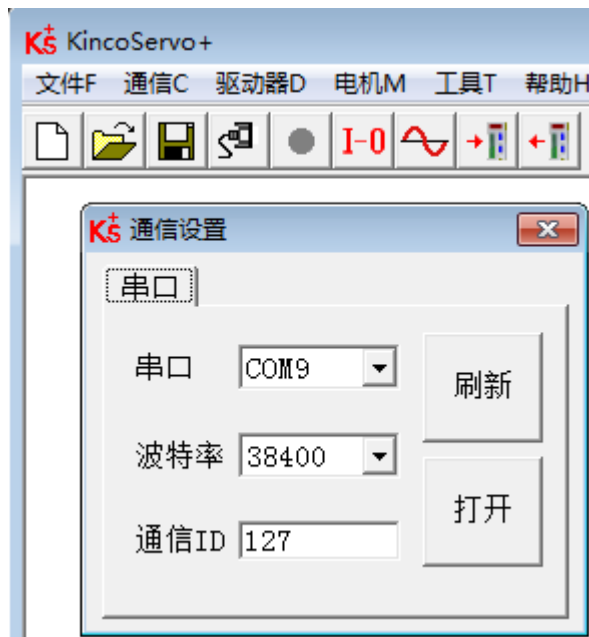 KS+ KincoServo+
文件F 通信C 驱动器D 电机M 工具T 帮助H
I-0
KS+ 通信设置
串口
串口 COM9 刷新
波特率 38400
打开
通信ID 127